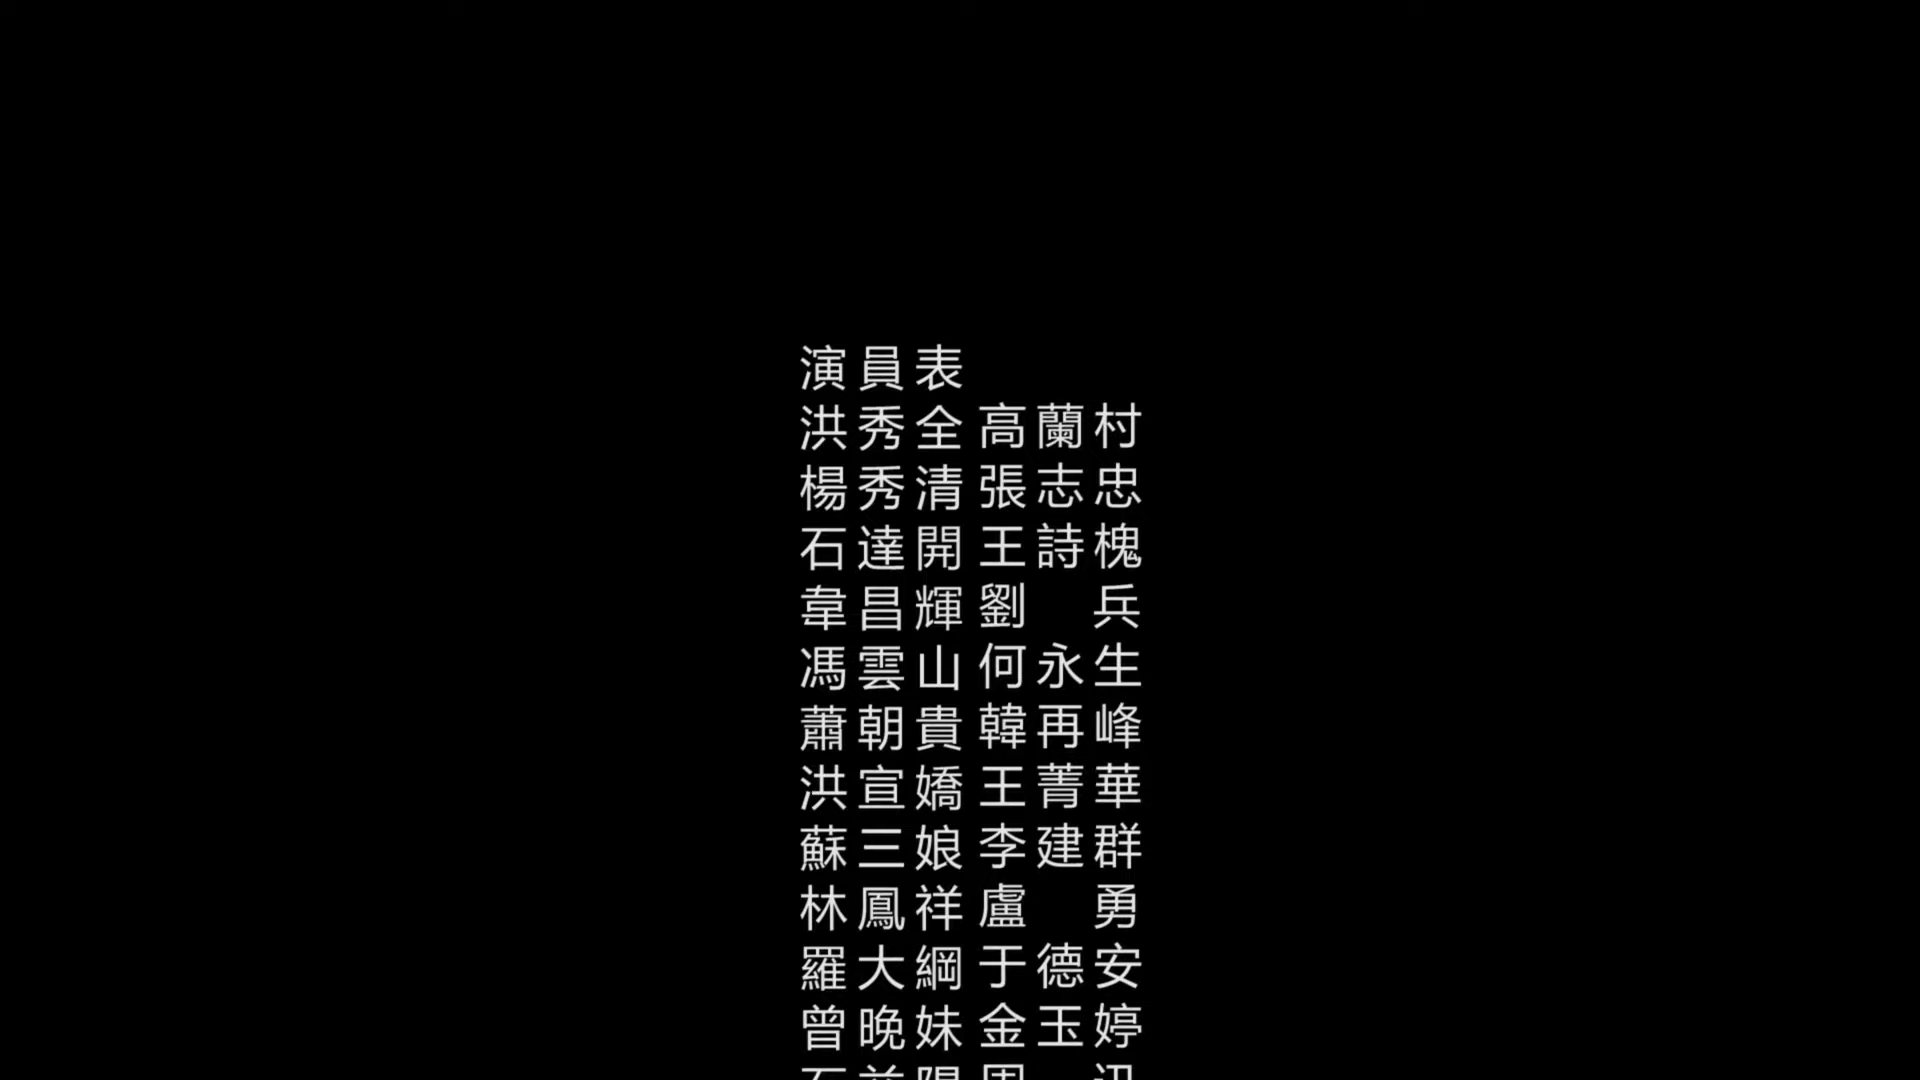 演員表
洪秀全 高蘭村
楊秀清 張志忠
石達開 王詩槐
韋昌輝 劉　兵
馮雲山 何永生
蕭朝貴 韓再峰
洪宣嬌 王菁華
蘇三娘 李建群
林鳳祥 盧　勇
羅大綱 于德安
曾晚妹 金玉婷